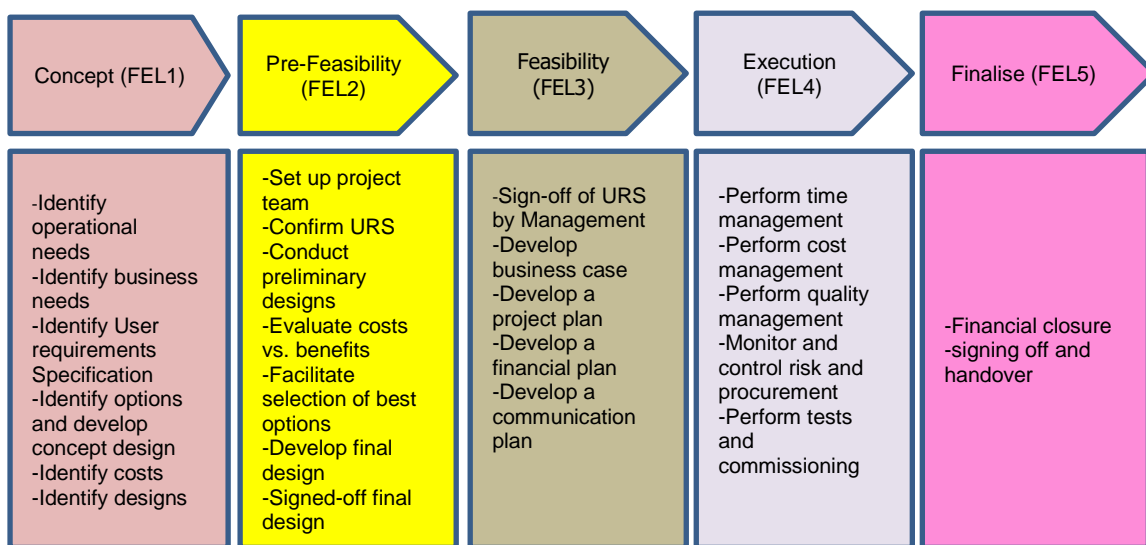 Concept (FEL1)
Pre-Feasibility
(FEL2)
Feasibility
(FEL3)
Execution
(FEL4)
Finalise (FEL5)
-Identify
operational
needs
-Identify business
needs
-Identify User
requirements
Specification
-Identify options
and develop
concept design
-Identify costs
-Identify designs
-Set up project
team
-Confirm URS
-Conduct
preliminary
designs
-Evaluate costs
vs. benefits
-Facilitate
selection of best
options
-Develop final
design
-Signed-off final
design
-Sign-off of URS
by Management
-Develop
business case
-Develop a
project plan
-Develop a
financial plan
-Develop a
communication
plan
-Perform time
management
-Perform cost
management
-Perform quality
management
-Monitor and
control risk and
procurement
-Perform tests
and
commissioning
-Financial closure
-signing off and
handover